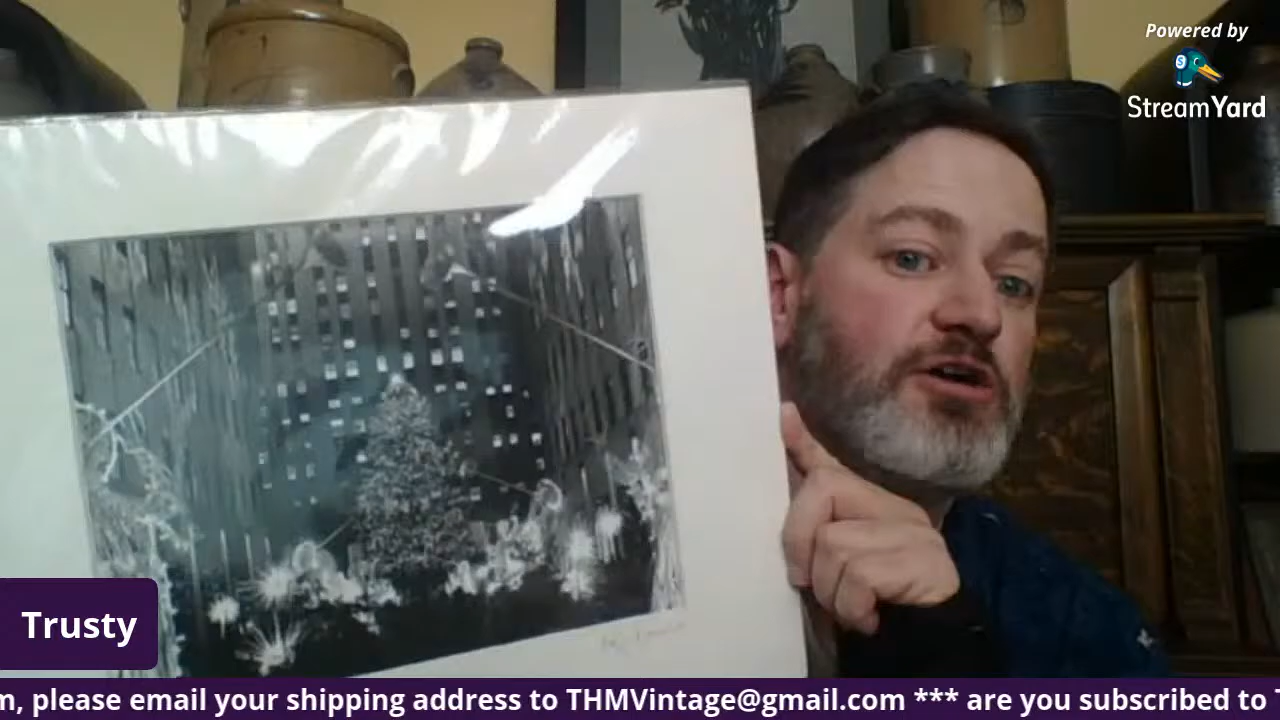 Powered by
StreamYard
Trusty
m, please email your shipping address to THMVintage@gmail.com *** are you subscribed to